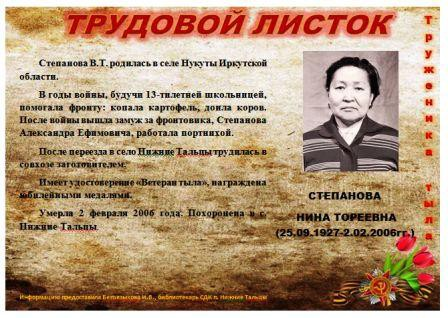 ТРУДОВОЙ ЛИСТОК
Степанова В.Т. родилась в селе Нукуты Иркутской
области.
В годы войны, будучи 13-тилетней школьницей,
помогала фронту: копала картофель, доила коров.
После войны вышла замуж за фронтовика, Степанова
Александра Ефимовича, работала портнихой.
После переезда в село Нижние Тальцы трудилась в
совхозе заготовителем.
Имеет удостоверение «Ветеран тыла», награждена
юбилейными медалями.
Умерла 2 февраля 2006 года. Похоронена в с.
Нижние Тальцы.
СТЕПАНОВА
НИНА ТОРЕЕВНА
(25.09.1927-2.02.2006гг.)
Труженика тыла
Информацию предоставила И.В., библиотекарь СДК п. Нижние Тальцы